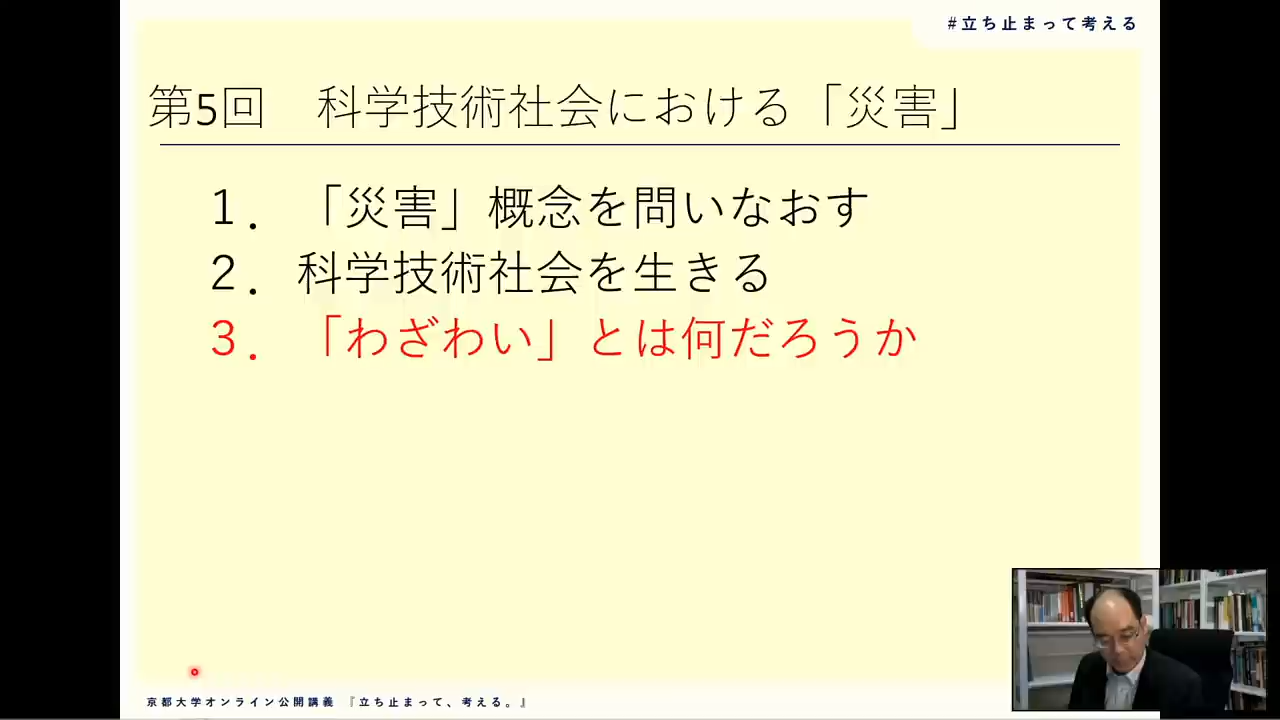 #立ち止まって考える
第5回　科学技術社会における「災害」
１．「災害」概念を問いなおす
２．科学技術社会を生きる
３．「わざわい」とは何だろうか
京都大学オンライン公開講義 『立ち止まって、考える。』